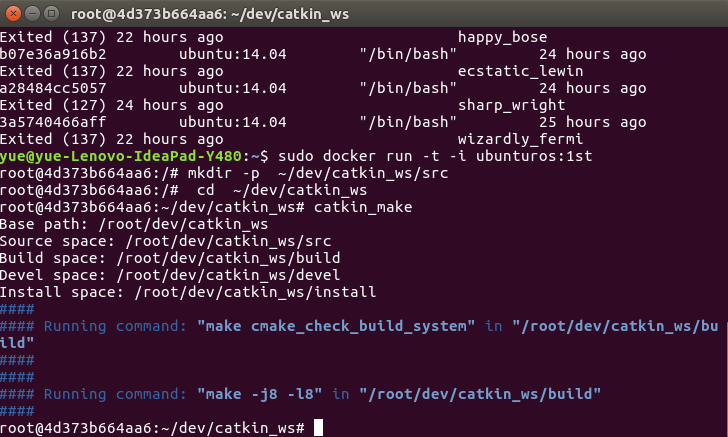 root@4d373b664aa6: ~/dev/catkin_ws
Exited (137) 22 hours ago                          happy_bose
b07e36a916b2        ubuntu:14.04        "/bin/bash"         24 hours ago
Exited (137) 22 hours ago                          ecstatic_lewin
a28484cc5057        ubuntu:14.04        "/bin/bash"         24 hours ago
Exited (127) 24 hours ago                          sharp_wright
3a5740466aff        ubuntu:14.04        "/bin/bash"         25 hours ago
Exited (137) 22 hours ago                          wizardly_fermi
yue@yue-Lenovo-IdeaPad-Y480:~$ sudo docker run -t -i ubunturos:1st
root@4d373b664aa6:/# mkdir -p  ~/dev/catkin_ws/src
root@4d373b664aa6:/#  cd  ~/dev/catkin_ws
root@4d373b664aa6:~/dev/catkin_ws# catkin_make
Base path: /root/dev/catkin_ws
Source space: /root/dev/catkin_ws/src
Build space: /root/dev/catkin_ws/build
Devel space: /root/dev/catkin_ws/devel
Install space: /root/dev/catkin_ws/install
####
#### Running command: "make cmake_check_build_system" in "/root/dev/catkin_ws/bu
ild"
####
####
#### Running command: "make -j8 -l8" in "/root/dev/catkin_ws/build"
####
root@4d373b664aa6:~/dev/catkin_ws#